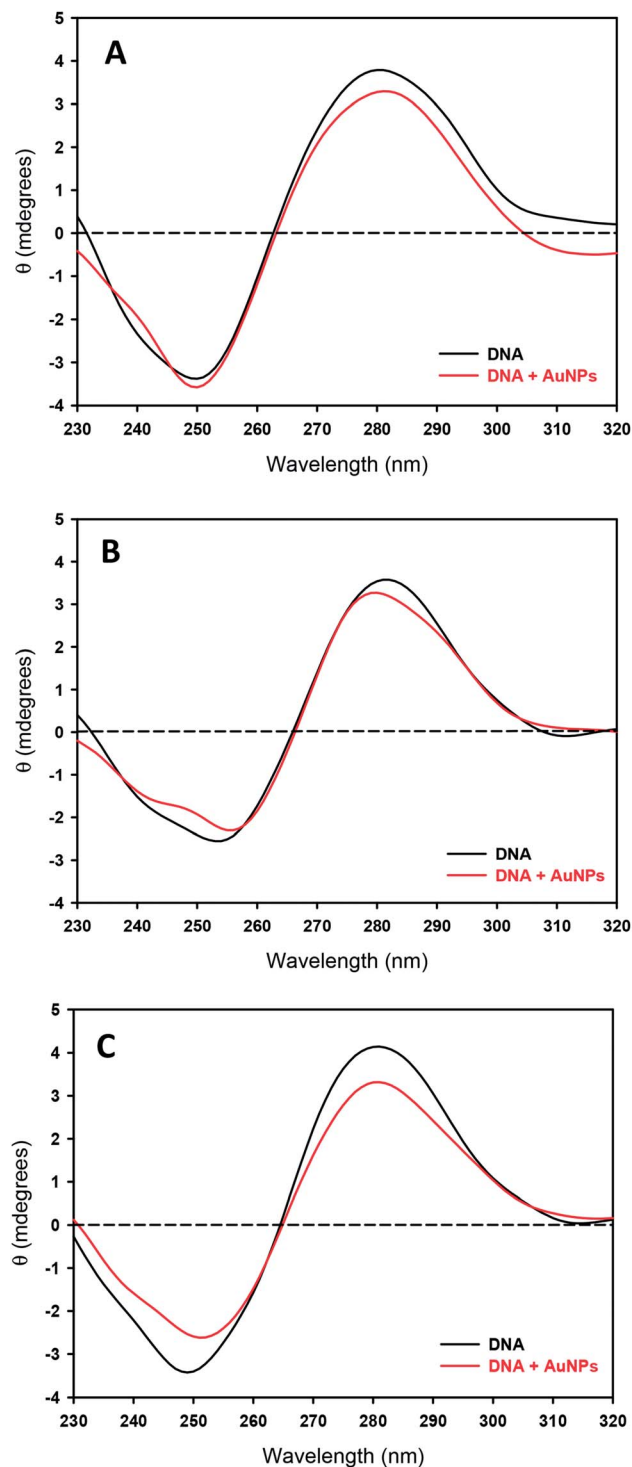 A
5
4
3
2
1
0
-1
-2
-3
-4
θ (mdegrees)
DNA
DNA + AuNPs
230 240 250 260 270 280 290 300 310 320
Wavelength (nm)
B
5
4
3
2
1
0
-1
-2
-3
-4
θ (mdegrees)
DNA
DNA + AuNPs
230 240 250 260 270 280 290 300 310 320
Wavelength (nm)
C
5
4
3
2
1
0
-1
-2
-3
-4
θ (mdegrees)
DNA
DNA + AuNPs
230 240 250 260 270 280 290 300 310 320
Wavelength (nm)